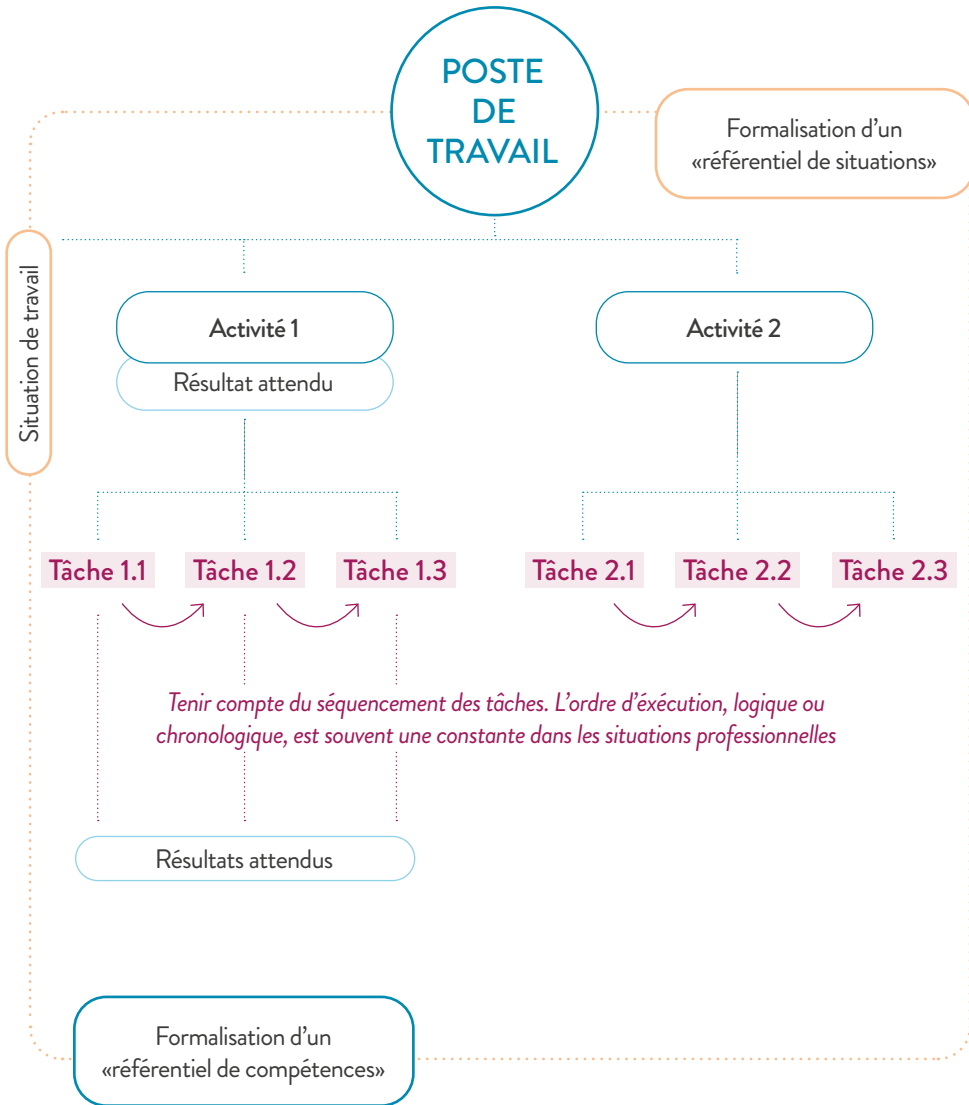 POSTE
DE
TRAVAIL
Formalisation d’un
«référentiel de situations»
Situation de travail
Activité 1
Activité 2
Résultat attendu
Tâche 1.1
Tâche 1.2
Tâche 1.3
Tâche 2.1
Tâche 2.2
Tâche 2.3
Tenir compte du séquencement des tâches. L’ordre d’éxécution, logique ou
chronologique, est souvent une constante dans les situations professionnelles
Résultats attendus
Formalisation d’un
«référentiel de compétences»